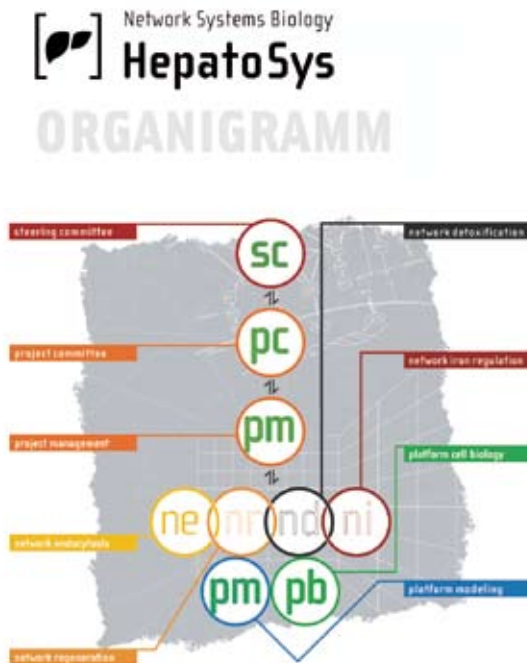 Network Systems Biology
HepatoSys
ORGANIGRAMM
steering committee
network detoxification
sc
project committee
pc
network iron regulation
project management
pm
platform cell biology
ne nr nd ni
network endocytosis
pm pb
platform modeling
network regeneration